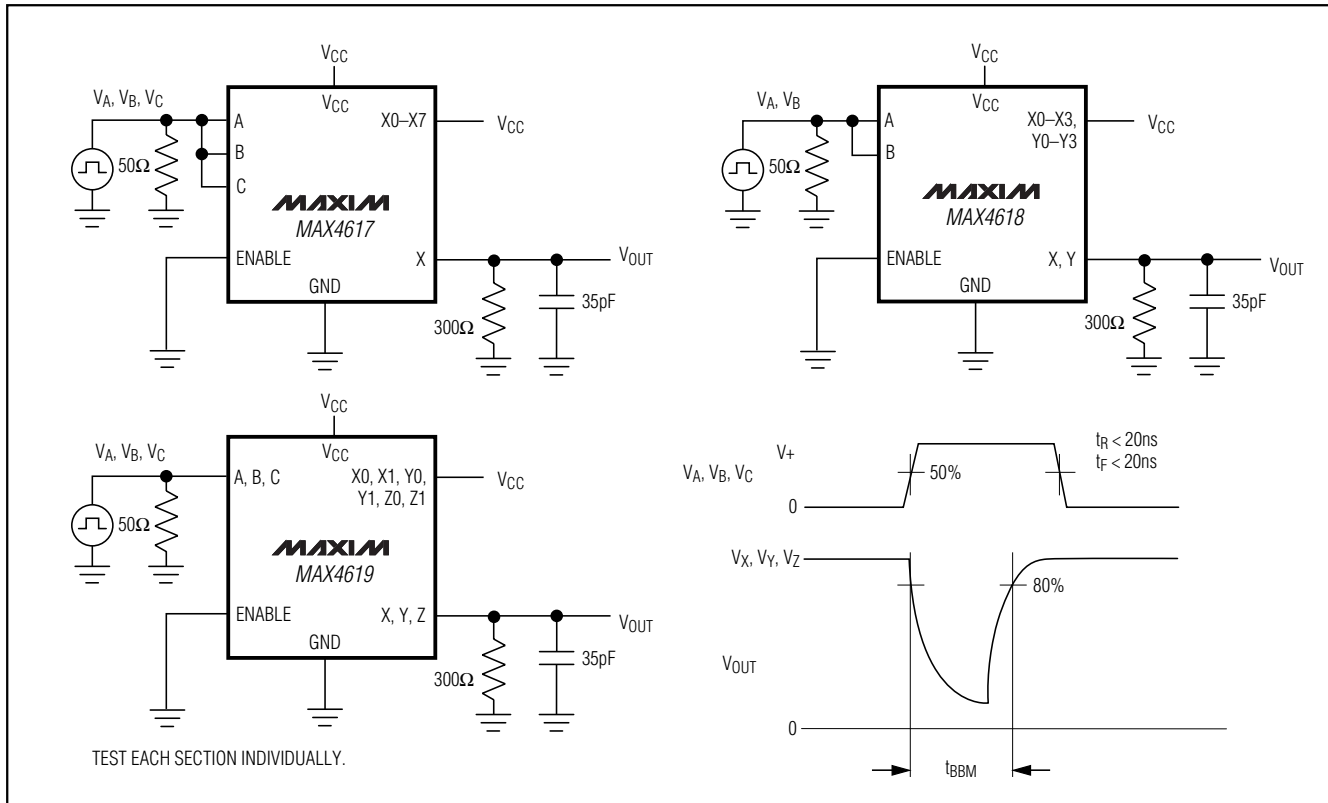 VCC
VA, VB, VC
VCC
A
X0–X7
VCC
B
50Ω
C
MAXIM
MAX4617
ENABLE
X
VOUT
GND
300Ω
35pF
VCC
VA, VB
VCC
A
X0–X3,
Y0–Y3
VCC
B
50Ω
MAXIM
MAX4618
ENABLE
X, Y
VOUT
GND
300Ω
35pF
VCC
VA, VB, VC
VCC
A, B, C
X0, X1, Y0,
Y1, Z0, Z1
VCC
50Ω
MAXIM
MAX4619
ENABLE
X, Y, Z
VOUT
GND
300Ω
35pF
TEST EACH SECTION INDIVIDUALLY.
V+
tR < 20ns
tF < 20ns
VA, VB, VC
50%
0
VX, VY, VZ
80%
VOUT
0
tBBM